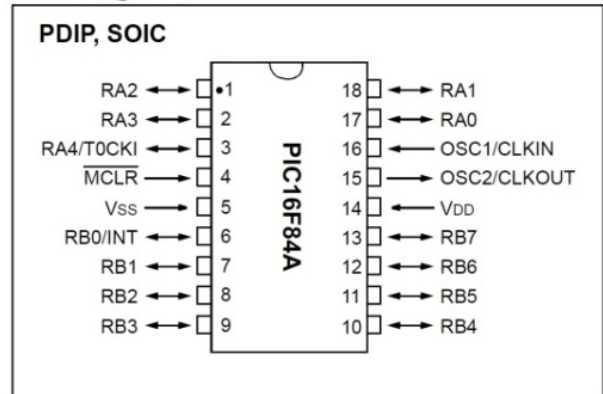 PDIP, SOIC
RA2 1 18 RA1
RA3 2 17 RA0
RA4/T0CKI 3 16 OSC1/CLKIN
MCLR 4 15 OSC2/CLKOUT
VSS 5 14 VDD
RB0/INT 6 13 RB7
RB1 7 12 RB6
RB2 8 11 RB5
RB3 9 10 RB4
PIC16F84A